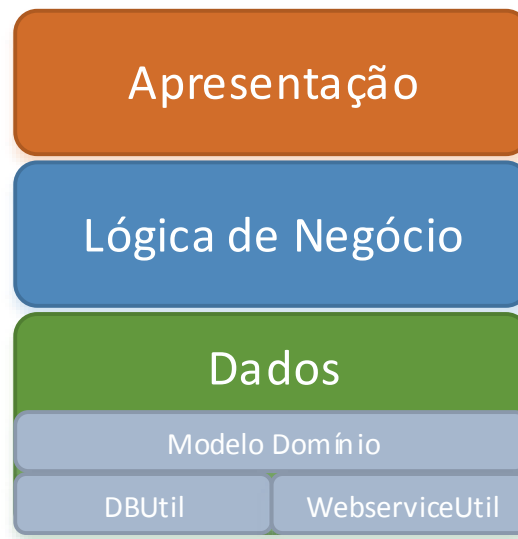 Apresentação
Lógica de Negócio
Dados
Modelo Domínio
DBUtil
WebserviceUtil